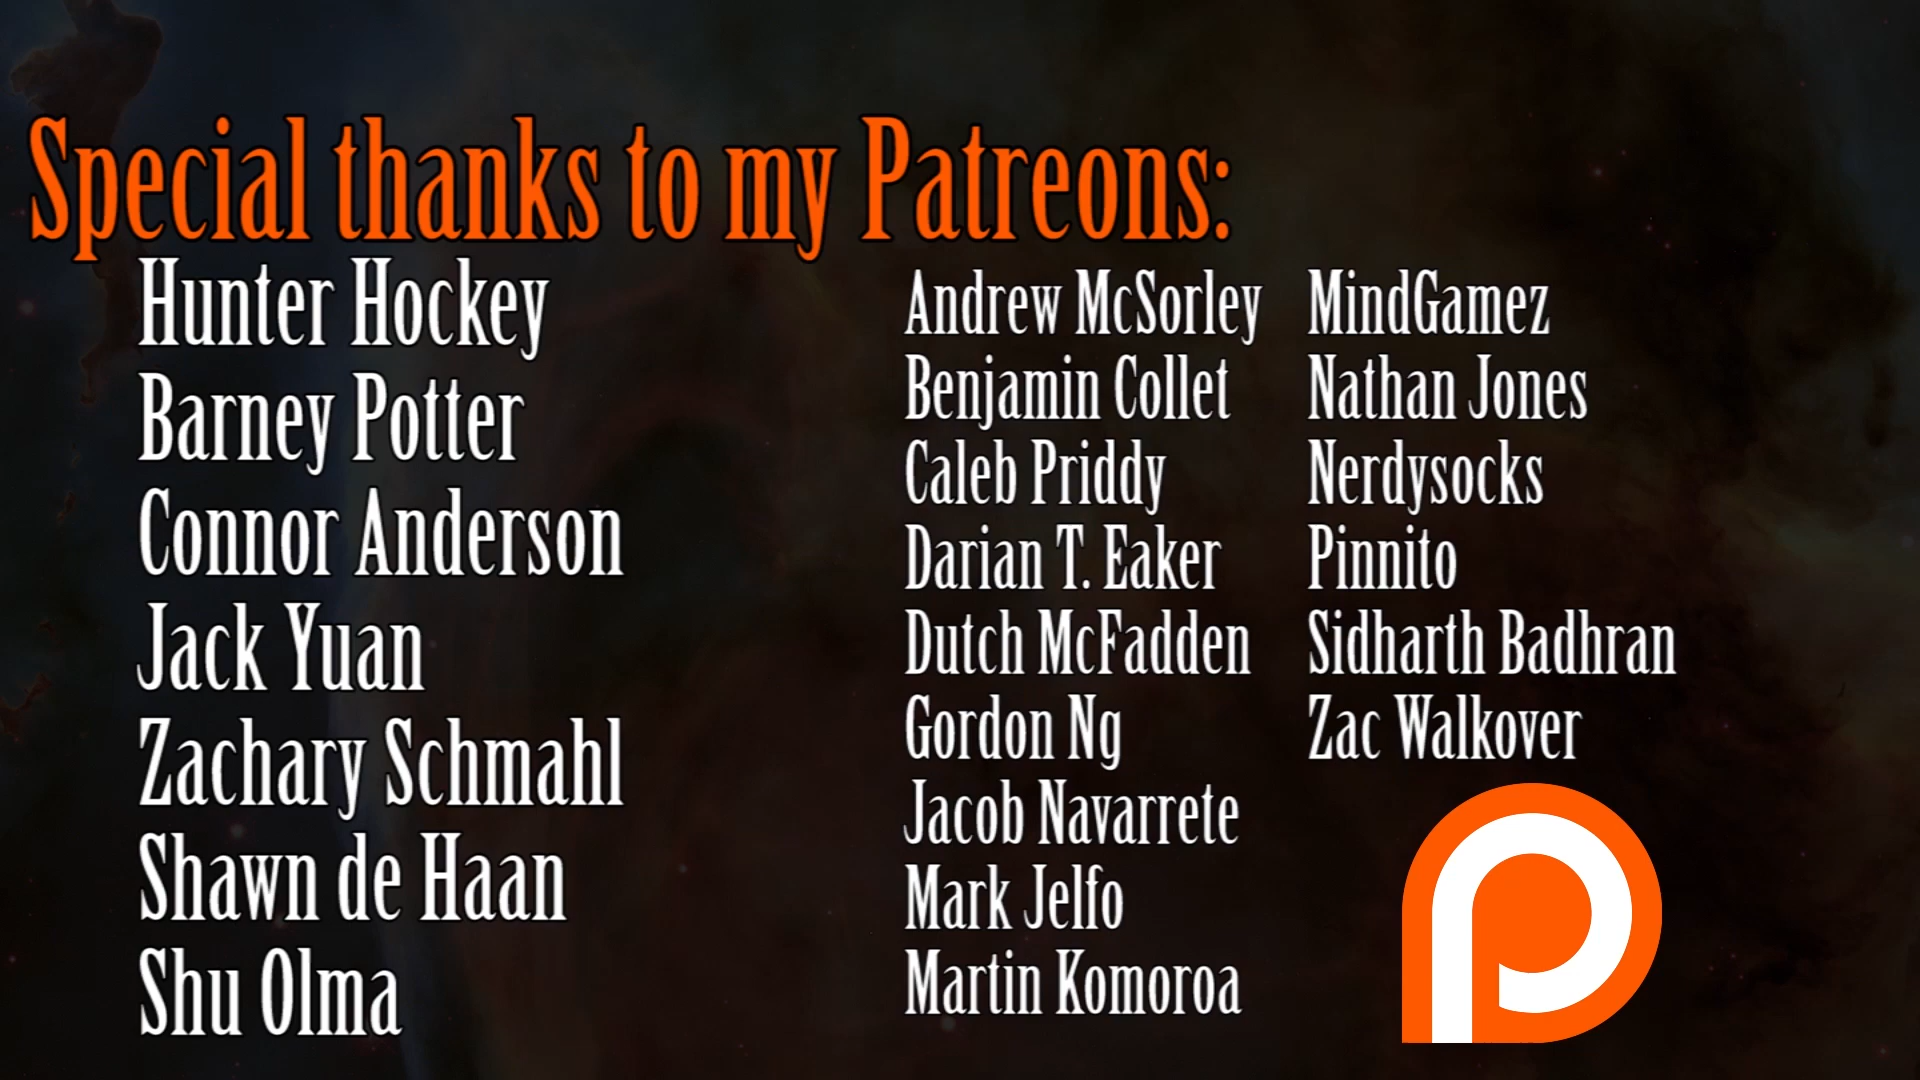 Special thanks to my Patreons:
Hunter Hockey
Barney Potter
Connor Anderson
Jack Yuan
Zachary Schmahl
Shawn de Haan
Shu Olma
Andrew McSorley
Benjamin Collet
Caleb Priddy
Darian T. Eaker
Dutch McFadden
Gordon Ng
Jacob Navarrete
Mark Jelfo
Martin Komoroa
MindGamez
Nathan Jones
Nerdysocks
Pinnito
Sidharth Badhran
Zac Walkover